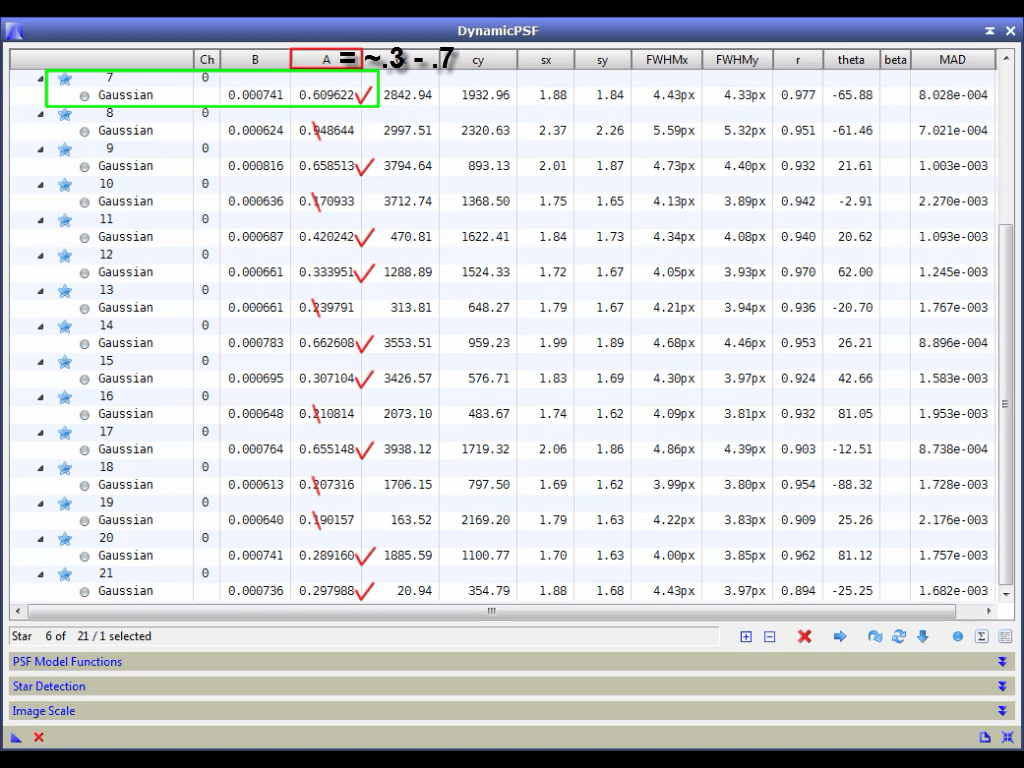 DynamicPSF
Ch B A = ~.3 - .7 cy sx sy FWHMx FWHMy r theta beta MAD
7 0
Gaussian 0.000741 0.609622 2842.94 1932.96 1.88 1.84 4.43px 4.33px 0.977 -65.88 8.028e-004
8 0
Gaussian 0.000624 0.948644 2997.51 2320.63 2.37 2.26 5.59px 5.32px 0.951 -61.46 7.021e-004
9 0
Gaussian 0.000816 0.658513 3794.64 893.13 2.01 1.87 4.73px 4.40px 0.932 21.61 1.003e-003
10 0
Gaussian 0.000636 0.170933 3712.74 1368.50 1.75 1.65 4.13px 3.89px 0.942 -2.91 2.270e-003
11 0
Gaussian 0.000687 0.420242 470.81 1622.41 1.84 1.73 4.34px 4.08px 0.940 20.62 1.093e-003
12 0
Gaussian 0.000661 0.333951 1288.89 1524.33 1.72 1.67 4.05px 3.93px 0.970 62.00 1.245e-003
13 0
Gaussian 0.000661 0.239791 313.81 648.27 1.79 1.67 4.21px 3.94px 0.936 -20.70 1.767e-003
14 0
Gaussian 0.000783 0.662608 3553.51 959.23 1.99 1.89 4.68px 4.46px 0.953 26.21 8.896e-004
15 0
Gaussian 0.000695 0.307104 3426.57 576.71 1.83 1.69 4.30px 3.97px 0.924 42.66 1.583e-003
16 0
Gaussian 0.000648 0.210814 2073.10 483.67 1.74 1.62 4.09px 3.81px 0.932 81.05 1.953e-003
17 0
Gaussian 0.000764 0.655148 3938.12 1719.32 2.06 1.86 4.86px 4.39px 0.903 -12.51 8.738e-004
18 0
Gaussian 0.000613 0.207316 1706.15 797.50 1.69 1.62 3.99px 3.80px 0.954 -88.32 1.728e-003
19 0
Gaussian 0.000640 0.190157 163.52 2169.20 1.79 1.63 4.22px 3.83px 0.909 25.26 2.176e-003
20 0
Gaussian 0.000741 0.289160 1885.59 1100.77 1.70 1.63 4.00px 3.85px 0.962 81.12 1.757e-003
21 0
Gaussian 0.000736 0.297988 20.94 354.79 1.88 1.68 4.43px 3.97px 0.894 -25.25 1.682e-003
Star 6 of 21 / 1 selected
PSF Model Functions
Star Detection
Image Scale